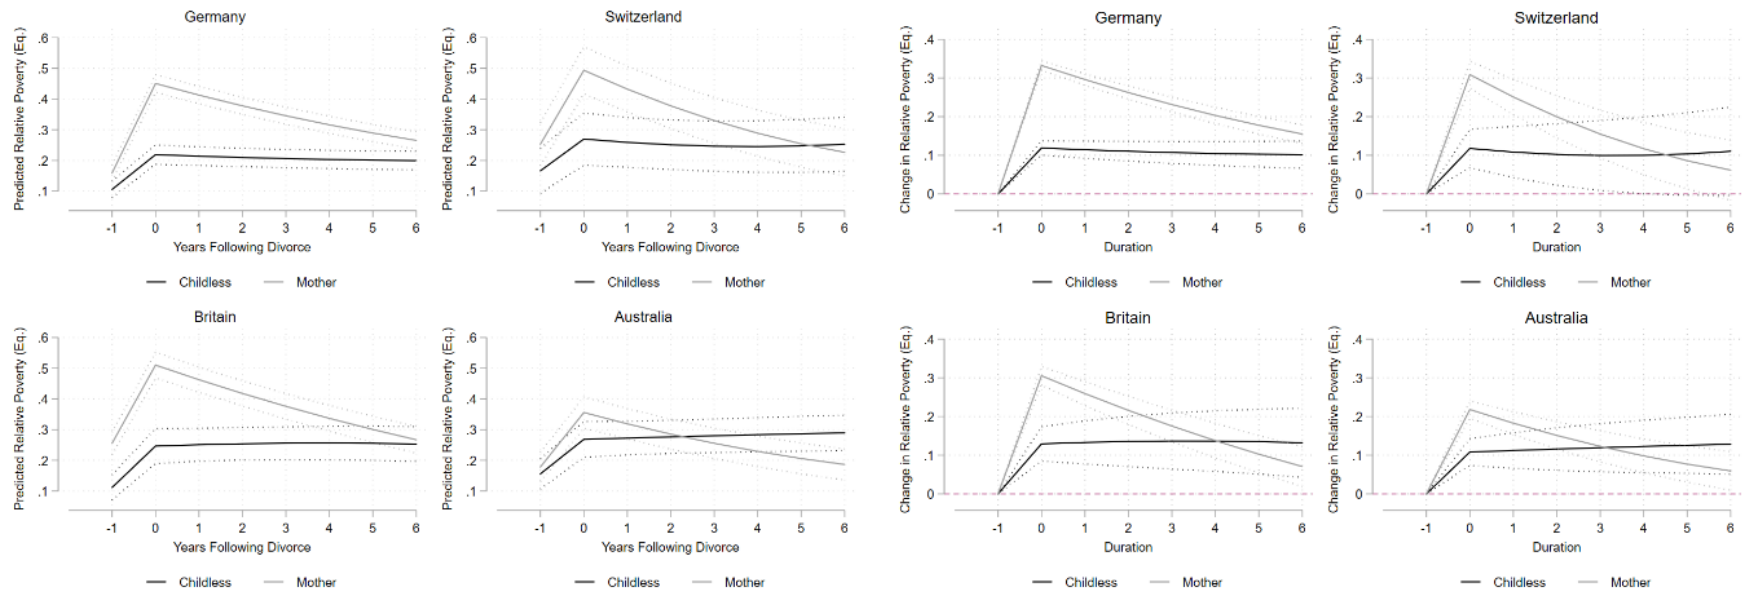 Germany
Predicted Relative Poverty (Eq.)
.6
.5
.4
.3
.2
.1
-1 0 1 2 3 4 5 6
Years Following Divorce
Childless Mother
Switzerland
Predicted Relative Poverty (Eq.)
.6
.5
.4
.3
.2
.1
-1 0 1 2 3 4 5 6
Years Following Divorce
Childless Mother
Germany
Change in Relative Poverty (Eq.)
.4
.3
.2
.1
0
-1 0 1 2 3 4 5 6
Duration
Childless Mother
Switzerland
Change in Relative Poverty (Eq.)
.4
.3
.2
.1
0
-1 0 1 2 3 4 5 6
Duration
Childless Mother
Britain
Predicted Relative Poverty (Eq.)
.6
.5
.4
.3
.2
.1
-1 0 1 2 3 4 5 6
Years Following Divorce
Childless Mother
Australia
Predicted Relative Poverty (Eq.)
.6
.5
.4
.3
.2
.1
-1 0 1 2 3 4 5 6
Years Following Divorce
Childless Mother
Britain
Change in Relative Poverty (Eq.)
.4
.3
.2
.1
0
-1 0 1 2 3 4 5 6
Duration
Childless Mother
Australia
Change in Relative Poverty (Eq.)
.4
.3
.2
.1
0
-1 0 1 2 3 4 5 6
Duration
Childless Mother